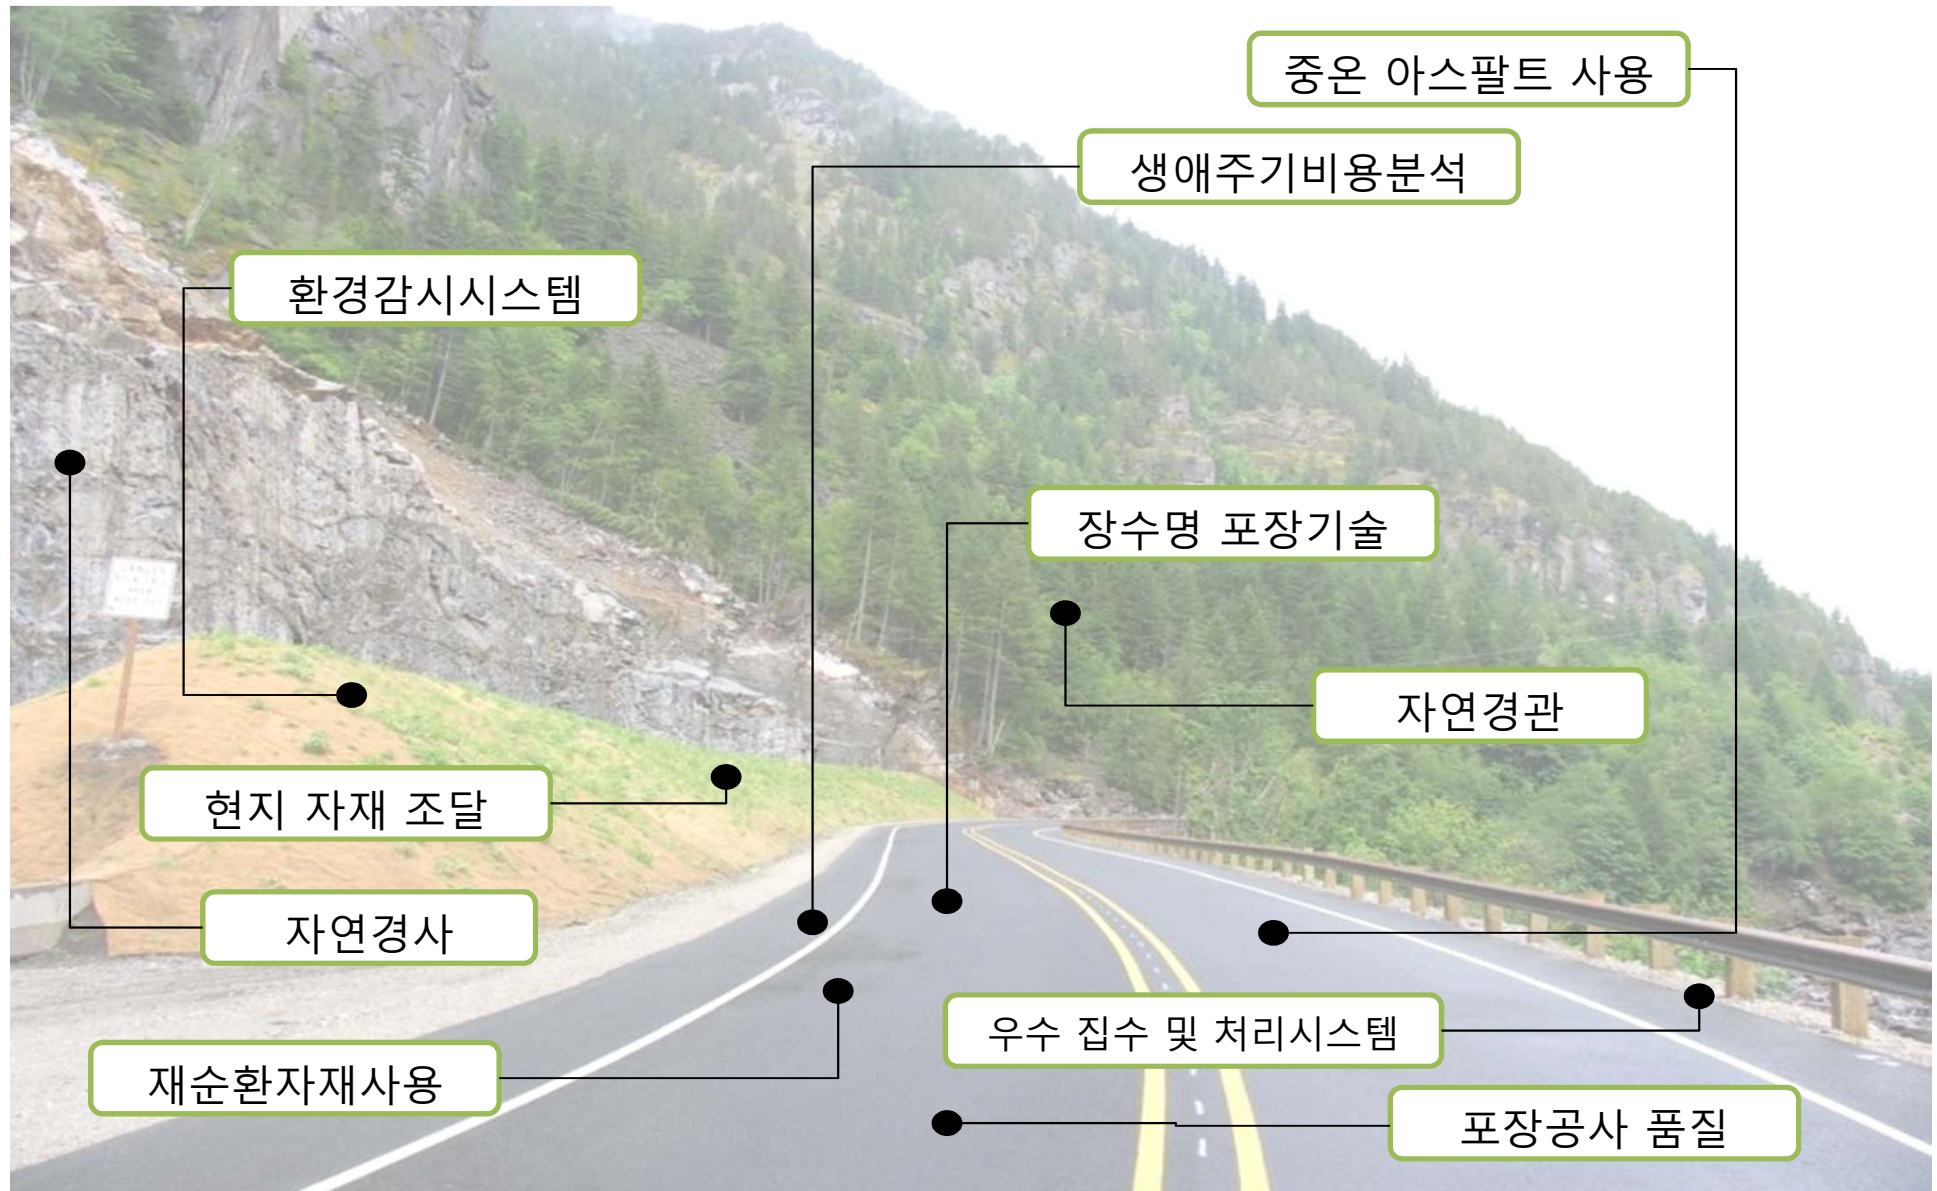 중온 아스팔트 사용
생애주기비용분석
환경감시시스템
장수명 포장기술
자연경관
현지 자재 조달
자연경사
우수 집수 및 처리시스템
재순환자재사용
포장공사 품질